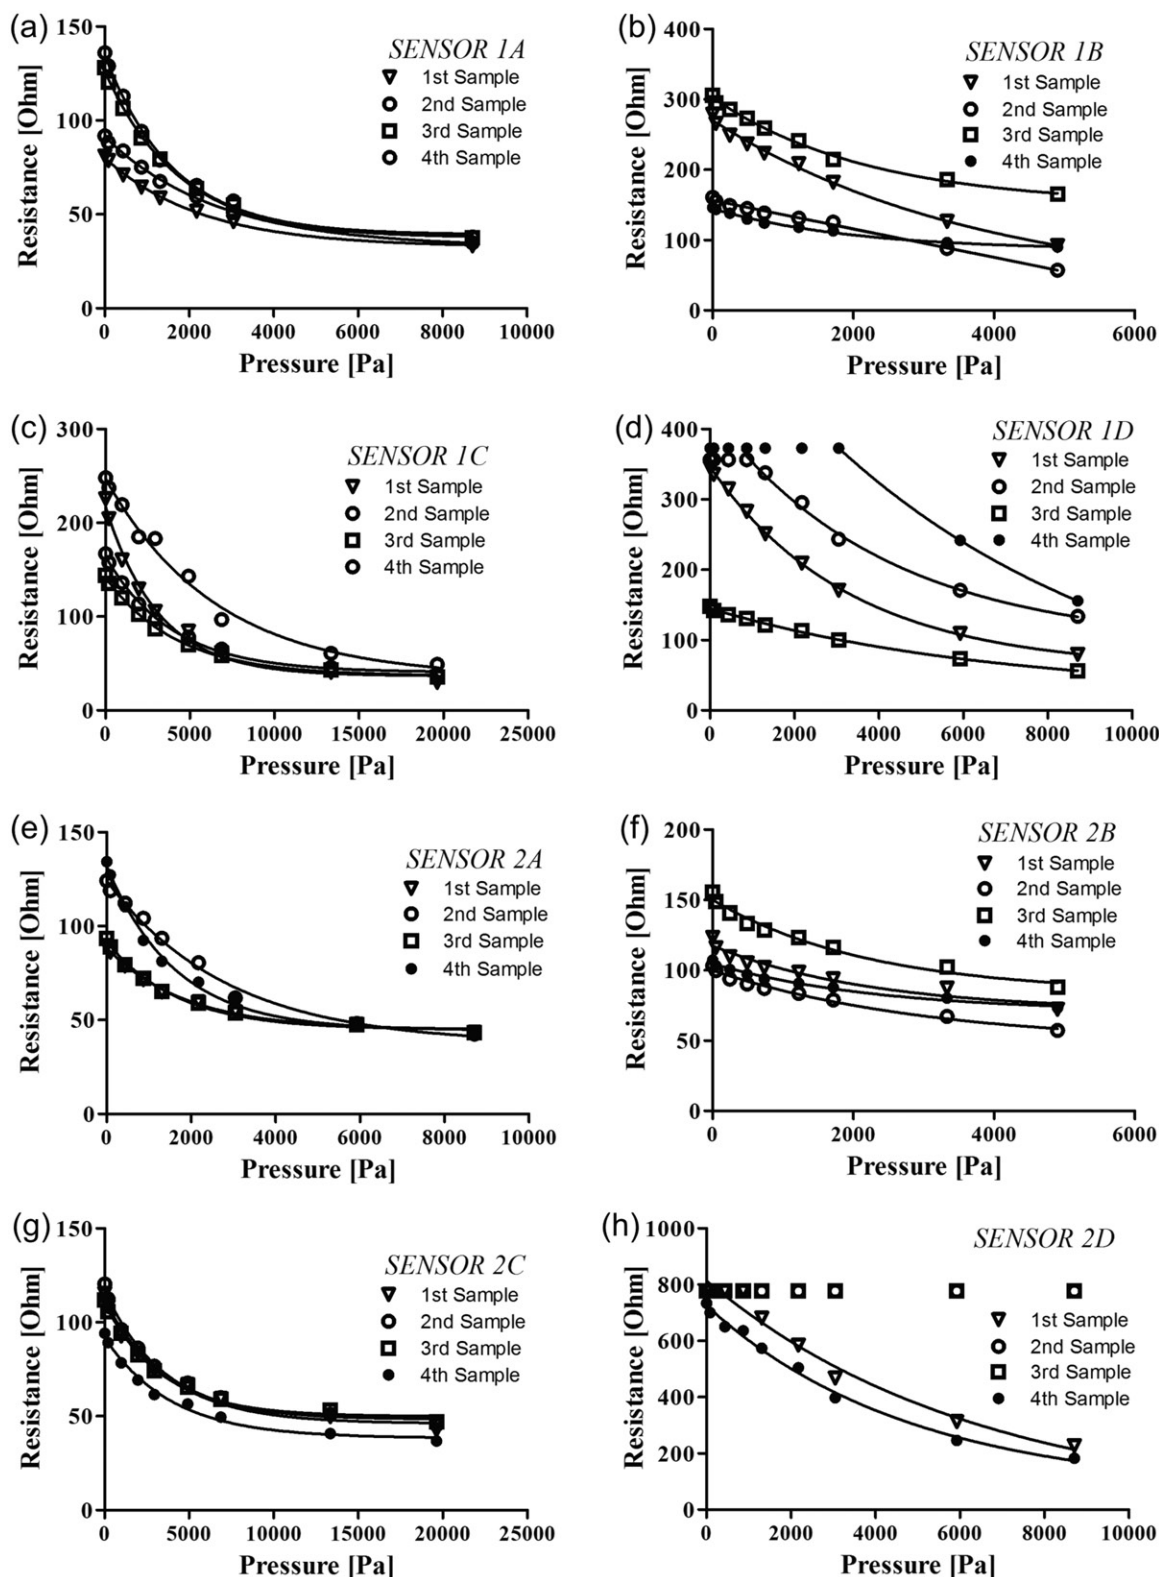 (a)
150
100
50
0
Resistance [Ohm]
SENSOR 1A
1st Sample
2nd Sample
3rd Sample
4th Sample
0 2000 4000 6000 8000 10000
Pressure [Pa]
(b)
400
300
200
100
0
Resistance [Ohm]
SENSOR 1B
1st Sample
2nd Sample
3rd Sample
4th Sample
0 2000 4000 6000
Pressure [Pa]
(c)
300
200
100
0
Resistance [Ohm]
SENSOR 1C
1st Sample
2nd Sample
3rd Sample
4th Sample
0 5000 10000 15000 20000 25000
Pressure [Pa]
(d)
400
300
200
100
0
Resistance [Ohm]
SENSOR 1D
1st Sample
2nd Sample
3rd Sample
4th Sample
0 2000 4000 6000 8000 10000
Pressure [Pa]
(e)
150
100
50
0
Resistance [Ohm]
SENSOR 2A
1st Sample
2nd Sample
3rd Sample
4th Sample
0 2000 4000 6000 8000 10000
Pressure [Pa]
(f)
200
150
100
50
0
Resistance [Ohm]
SENSOR 2B
1st Sample
2nd Sample
3rd Sample
4th Sample
0 2000 4000 6000
Pressure [Pa]
(g)
150
100
50
0
Resistance [Ohm]
SENSOR 2C
1st Sample
2nd Sample
3rd Sample
4th Sample
0 5000 10000 15000 20000 25000
Pressure [Pa]
(h)
1000
800
600
400
200
0
Resistance [Ohm]
SENSOR 2D
1st Sample
2nd Sample
3rd Sample
4th Sample
0 2000 4000 6000 8000 10000
Pressure [Pa]